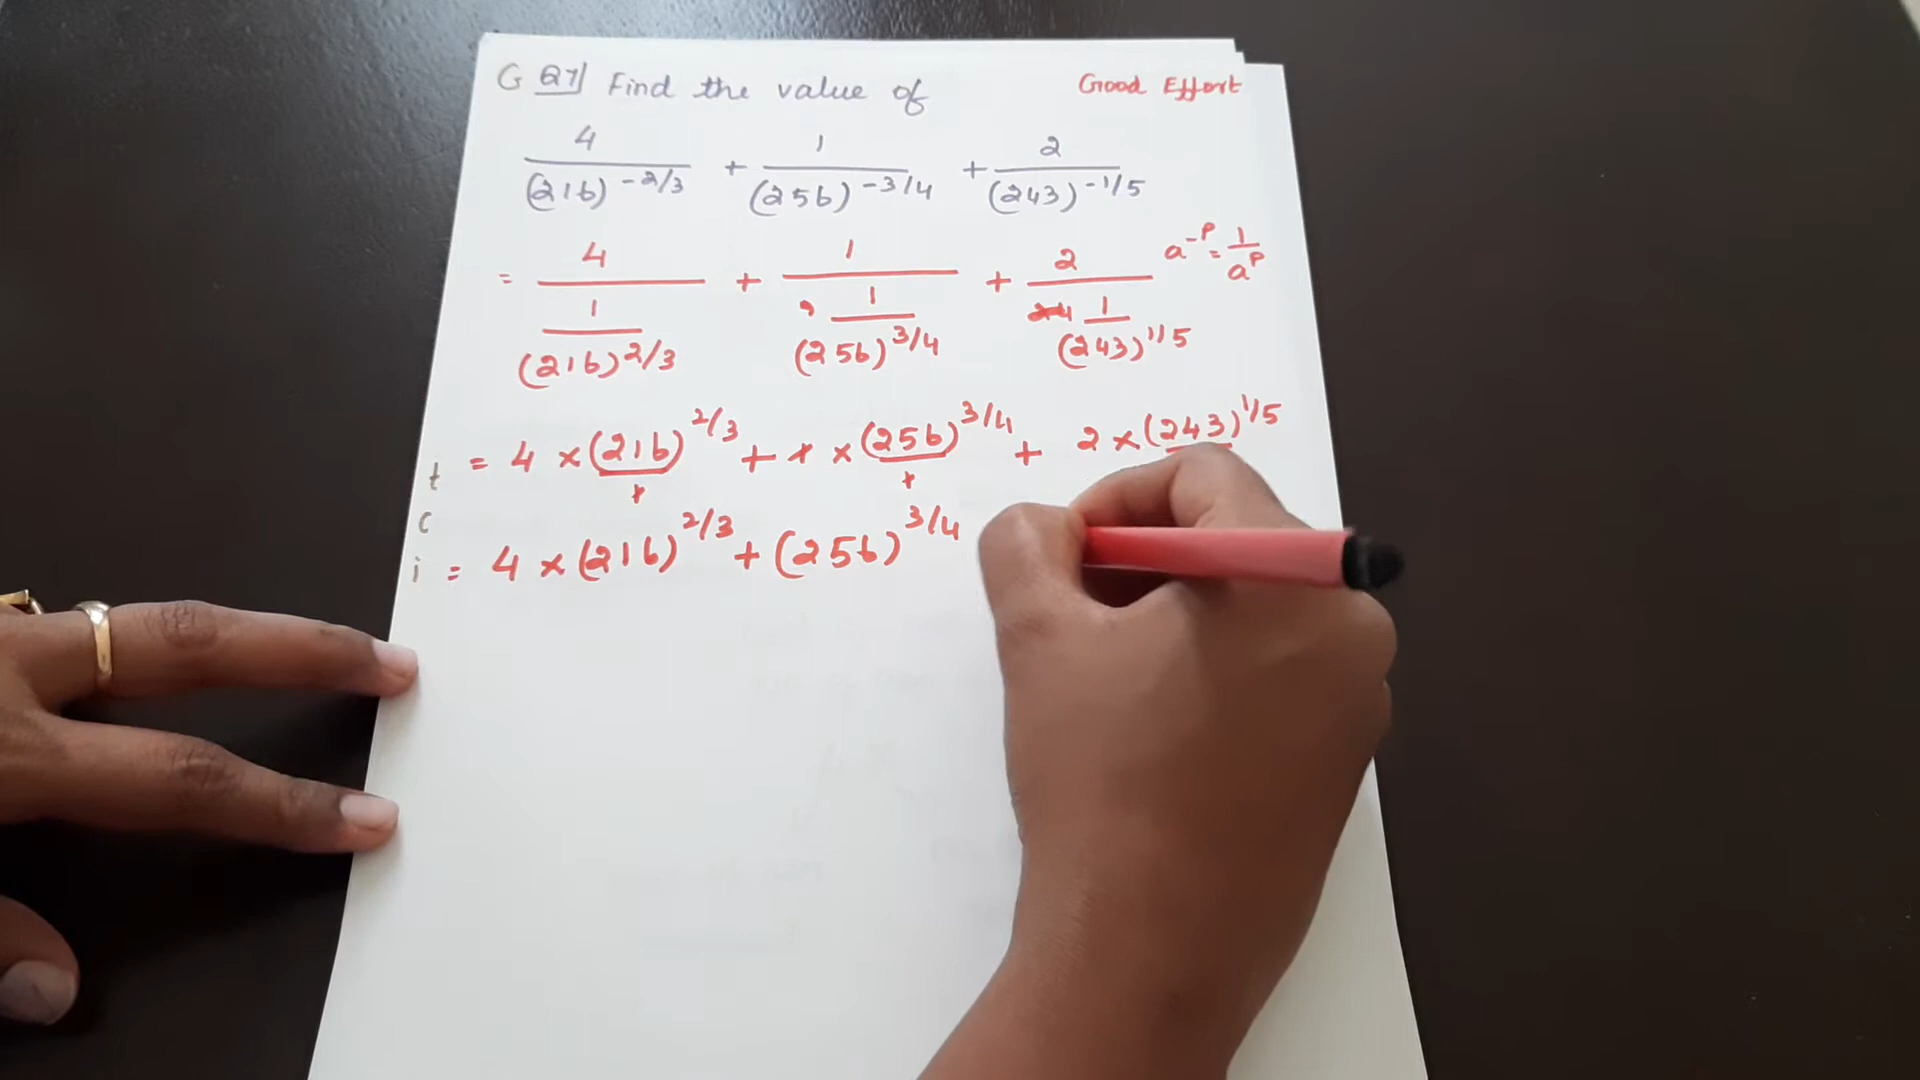 G Q7| Find the value of Good Effort
4/(216)^-2/3 + 1/(256)^-3/4 + 2/(243)^-1/5
= 4/(1/(216)^2/3) + 1/(1/(256)^3/4) + 2/(1/(243)^1/5) a^-p = 1/a^p
= 4 × (216)^2/3/1 + 1 × (256)^3/4/1 + 2 × (243)^1/5
= 4 × (216)^2/3 + (256)^3/4
t
c
i